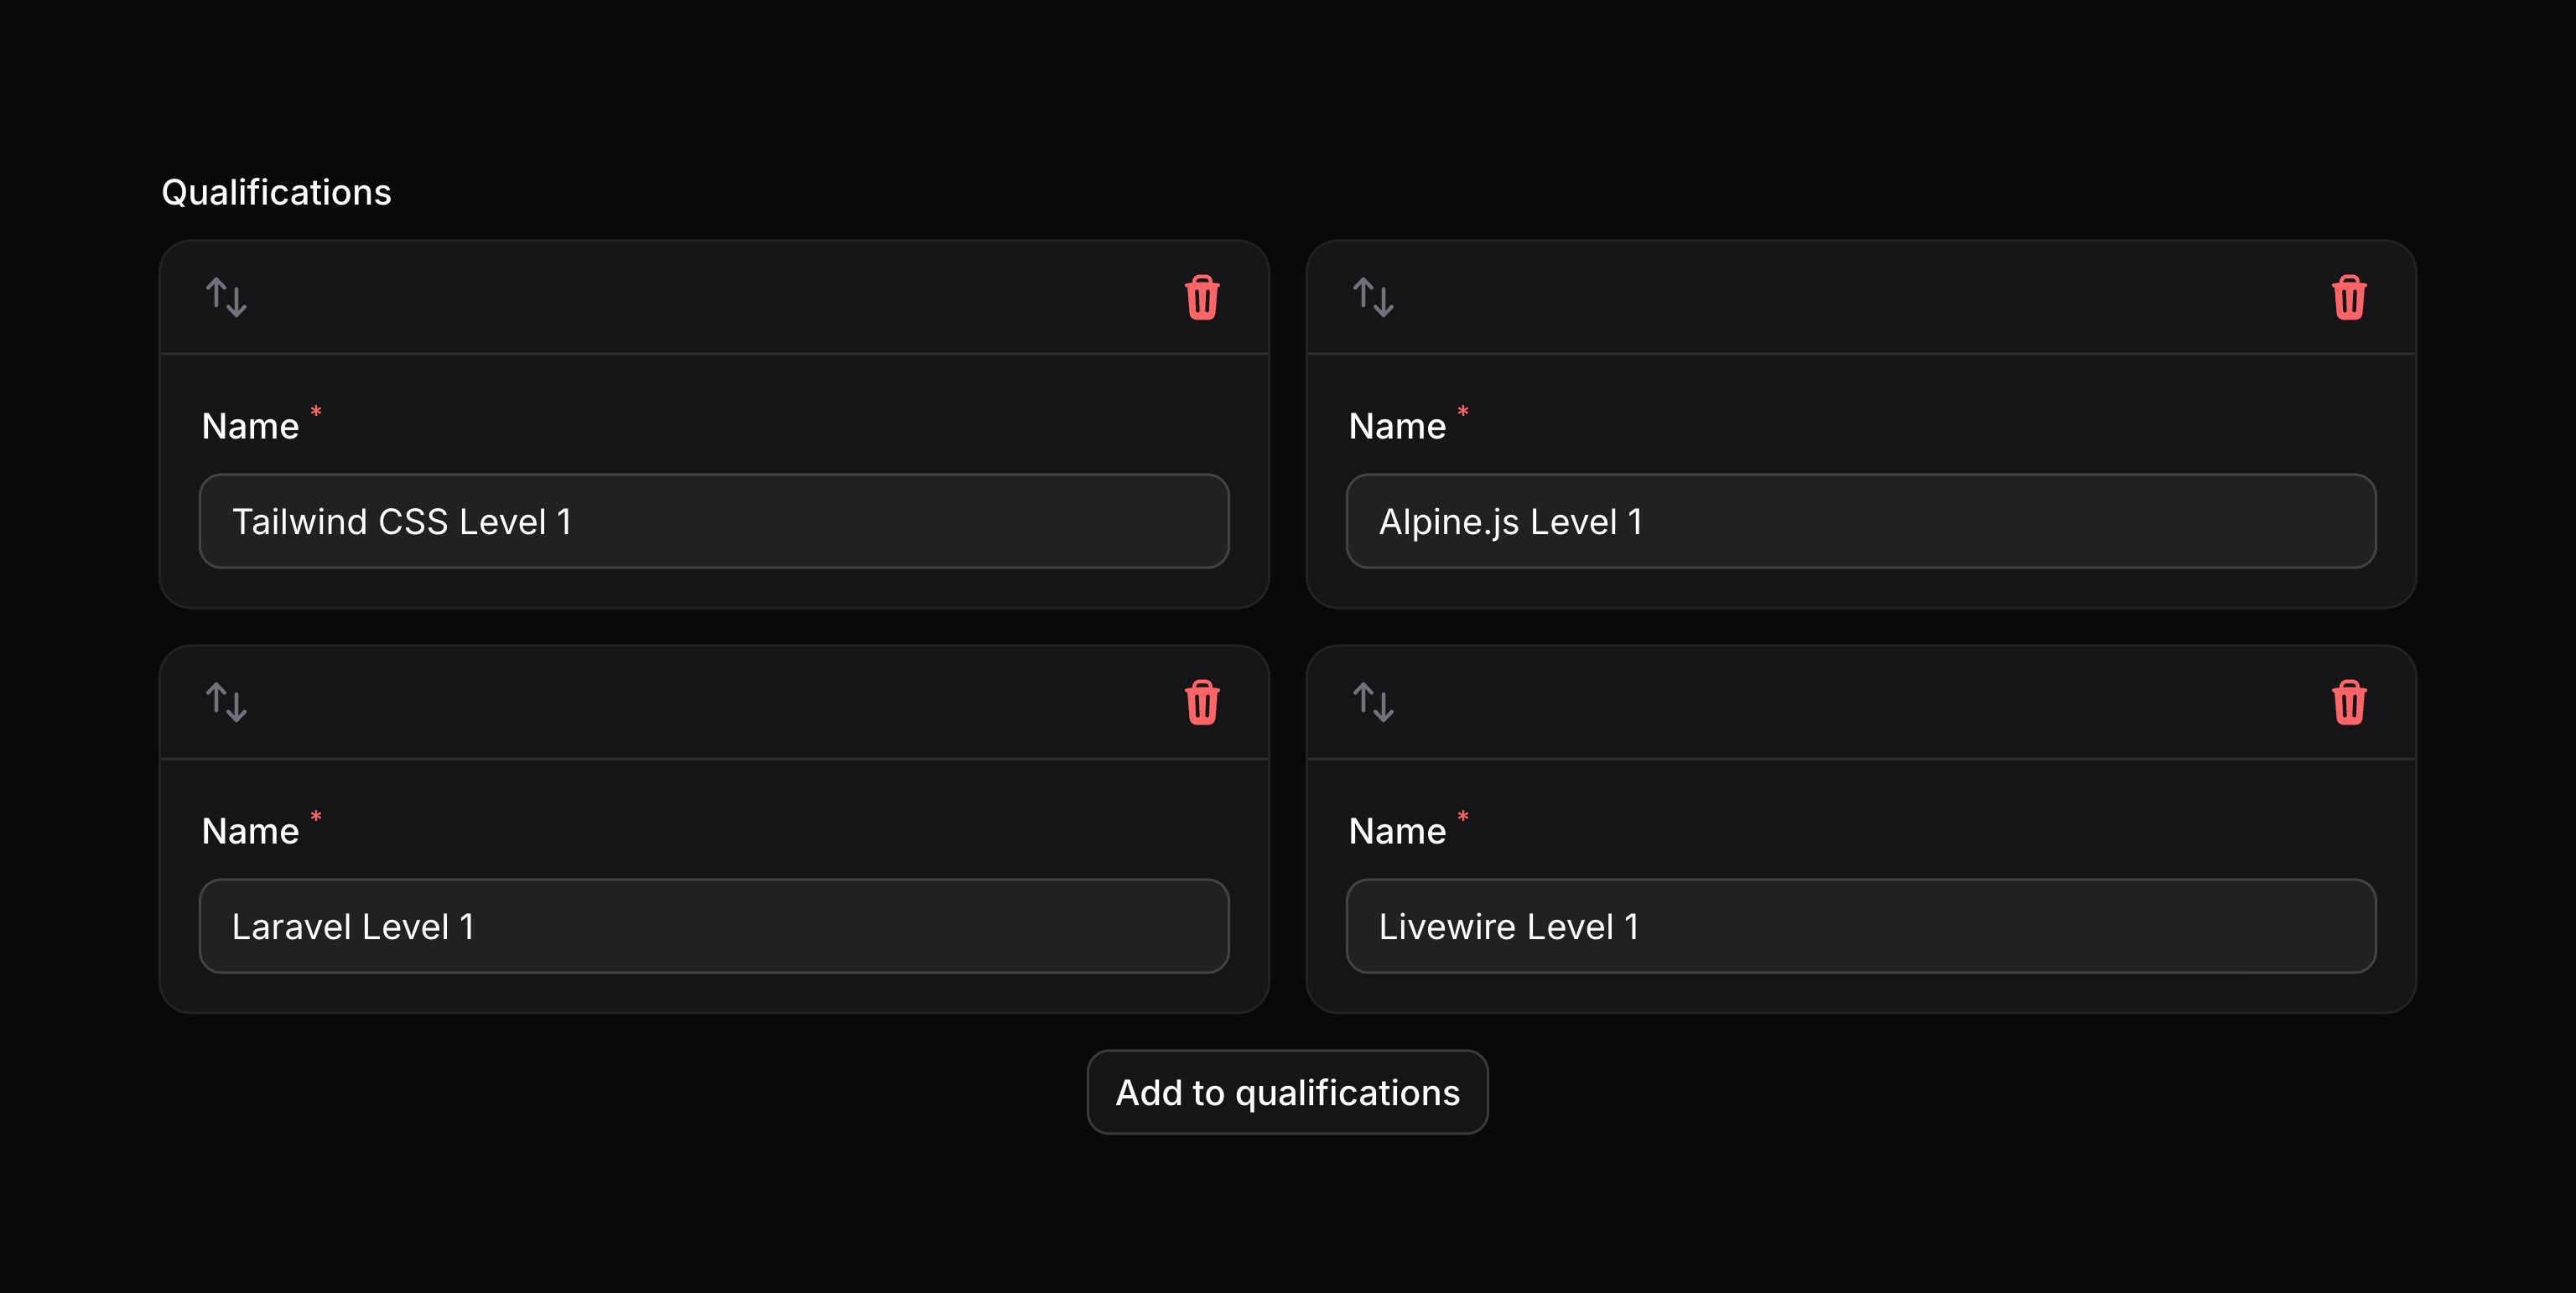 Qualifications
Name *
Tailwind CSS Level 1
Name *
Alpine.js Level 1
Name *
Laravel Level 1
Name *
Livewire Level 1
Add to qualifications